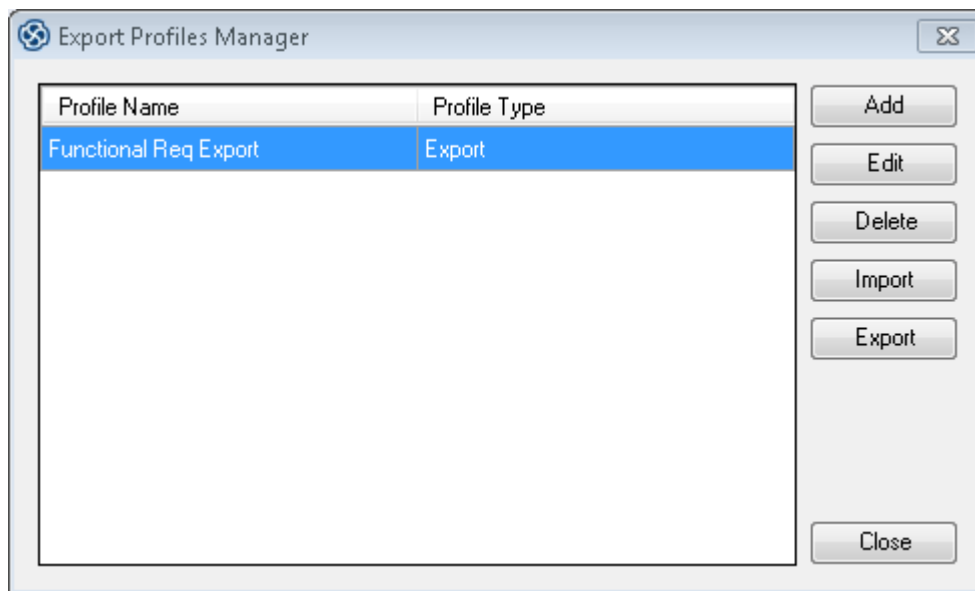 Export Profiles Manager
Profile Name Profile Type
Functional Req Export Export
Add
Edit
Delete
Import
Export
Close